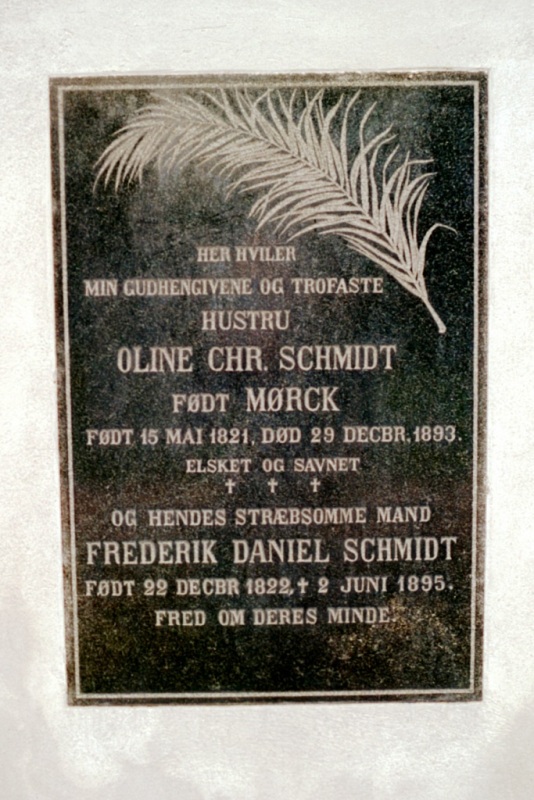 HER HVILER
MIN GUDHENGIVENE OG TROFASTE
HUSTRU
OLINE CHR. SCHMIDT
FØDT MØRCK
FØDT 15 MAI 1821, DØD 29 DECBR. 1893.
ELSKET OG SAVNET
† † †
OG HENDES STRÆBSOMME MAND
FREDERIK DANIEL SCHMIDT
FØDT 22 DECBR 1822, † 2 JUNI 1895.
FRED OM DERES MINDE.